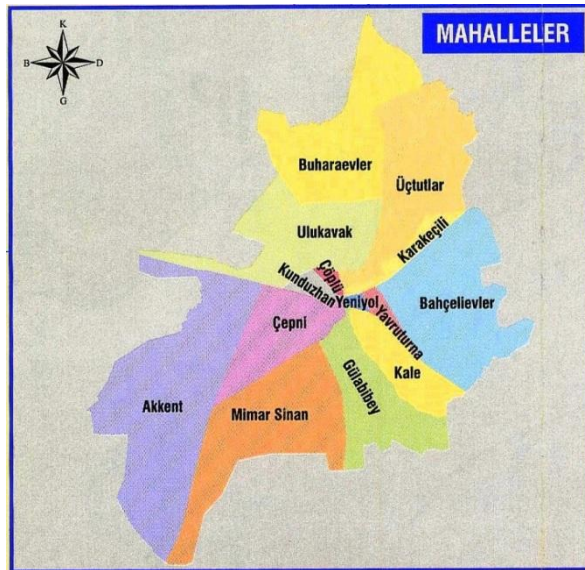 MAHALLELER
K
B
D
G
Buharaevler
Üçtutlar
Ulukavak
Karakeçili
Çöplü
Kunduzhan
Yeniyol
Yavruturna
Bahçelievler
Çepni
Kale
Gülabibey
Akkent
Mimar Sinan